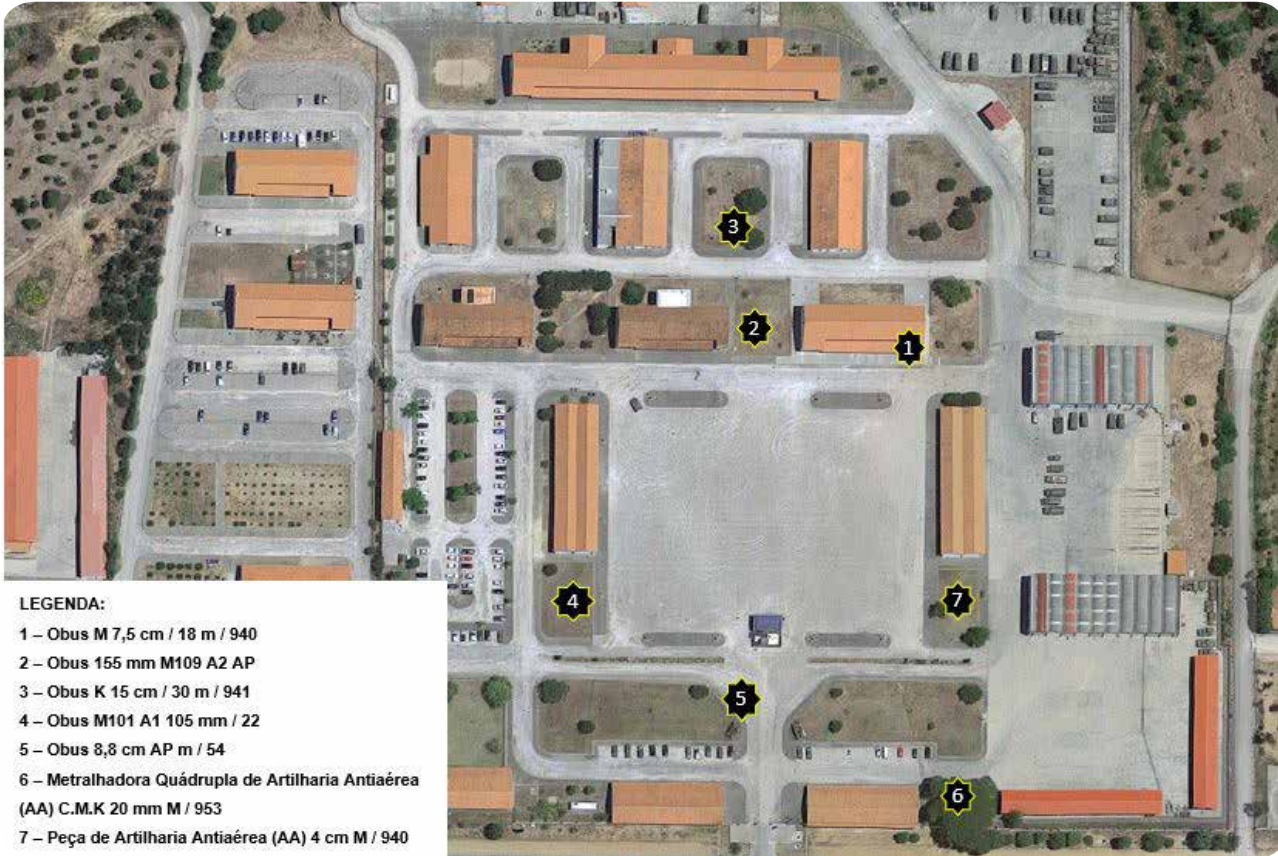 3
2
1
4
7
5
6
LEGENDA:
1 – Obus M 7,5 cm / 18 m / 940
2 – Obus 155 mm M109 A2 AP
3 – Obus K 15 cm / 30 m / 941
4 – Obus M101 A1 105 mm / 22
5 – Obus 8,8 cm AP m / 54
6 – Metralhadora Quádrupla de Artilharia Antiaérea
(AA) C.M.K 20 mm M / 953
7 – Peça de Artilharia Antiaérea (AA) 4 cm M / 940